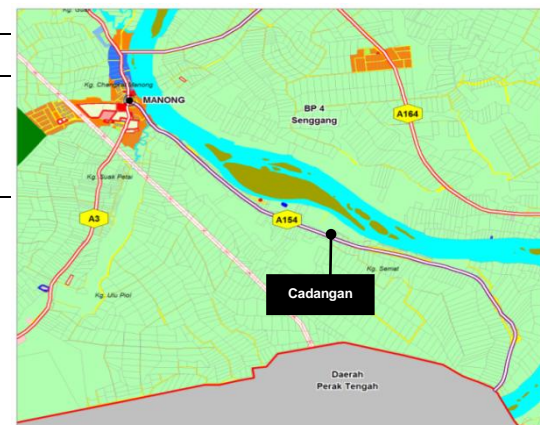 Kg. Changkat Manong
MANONG
BP 4
Senggang
A164
Kg. Suak Petai
A3
A154
Kg. Semat
Cadangan
Kg. Ulu Piol
Daerah
Perak Tengah